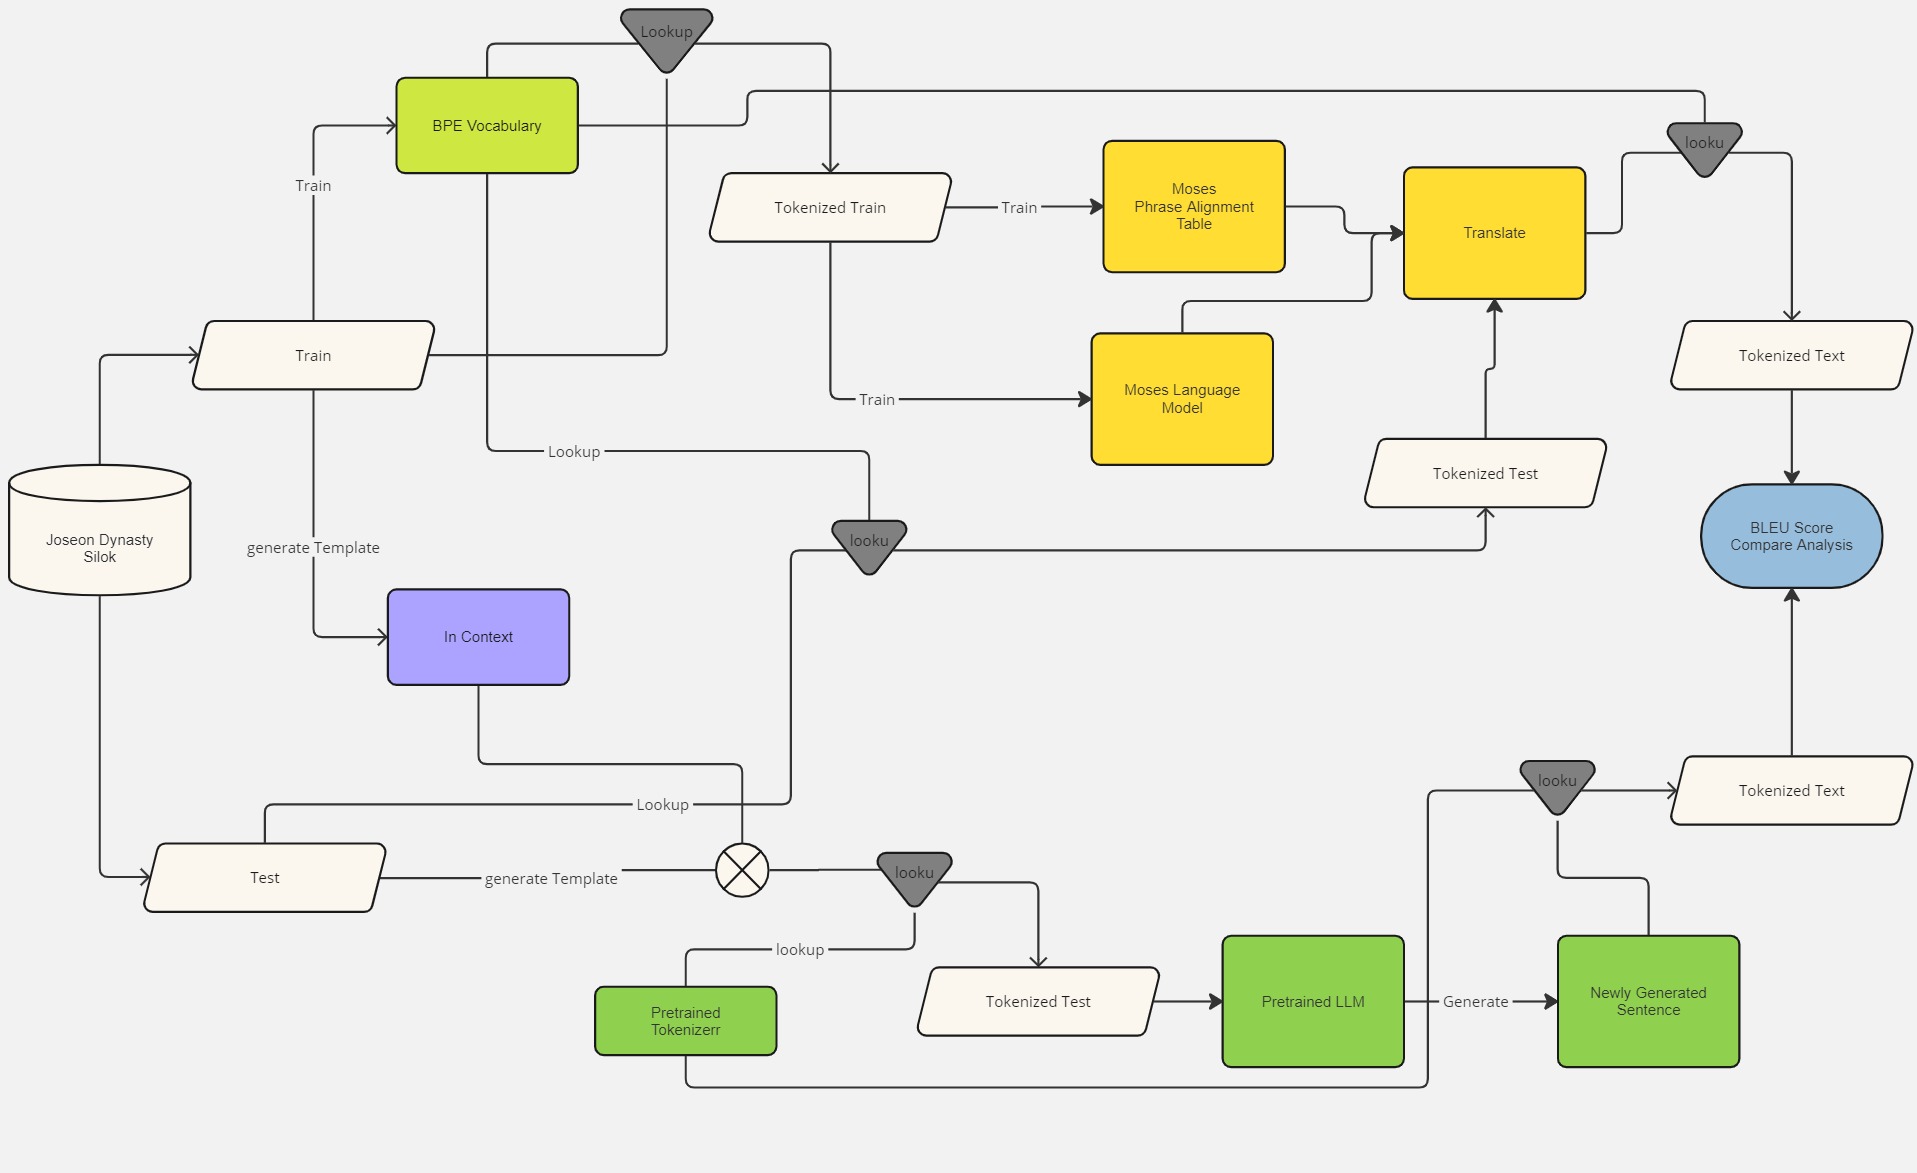 Lookup
BPE Vocabulary
looku
Train
Tokenized Train
Train
Moses
Phrase Alignment
Table
Translate
Train
Tokenized Text
Train
Moses Language
Model
Lookup
Tokenized Test
Joseon Dynasty
Silok
generate Template
looku
BLEU Score
Compare Analysis
In Context
Lookup
looku
Tokenized Text
Test
generate Template
looku
lookup
Pretrained
Tokenizerr
Tokenized Test
Pretrained LLM
Generate
Newly Generated
Sentence